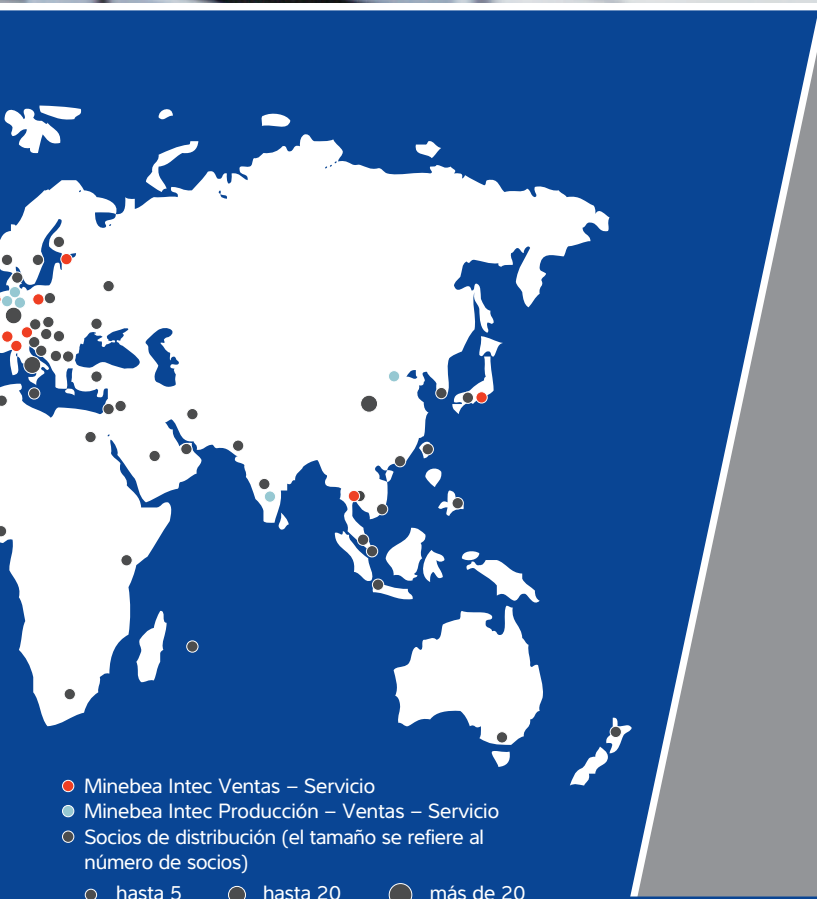 Minebea Intec Ventas – Servicio
Minebea Intec Producción – Ventas – Servicio
Socios de distribución (el tamaño se refiere al
número de socios)
hasta 5 hasta 20 más de 20